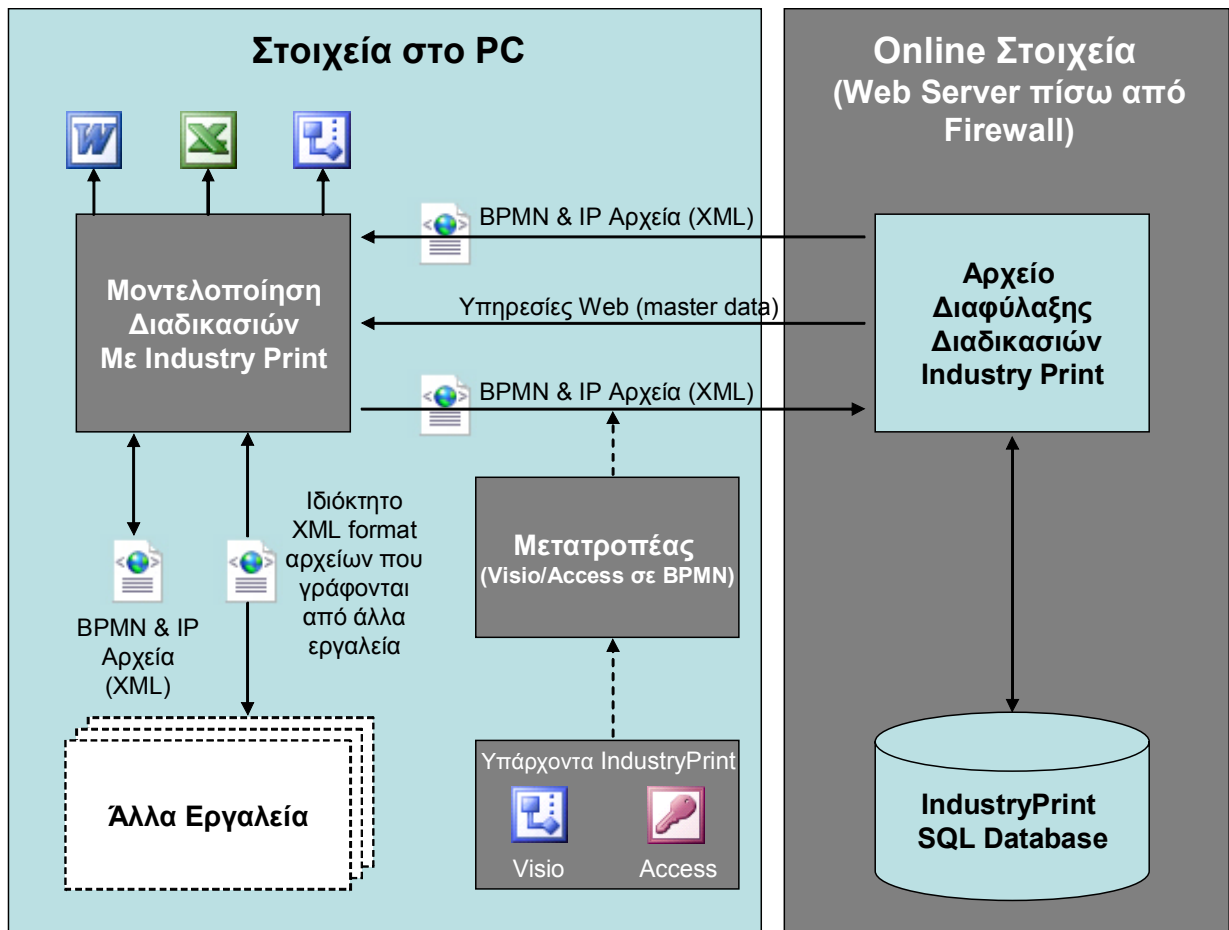 Στοιχεία στο PC
Online Στοιχεία
(Web Server πίσω από
Firewall)
BPMN & IP Αρχεία (XML)
Μοντελοποίηση
Διαδικασιών
Με Industry Print
Υπηρεσίες Web (master data)
BPMN & IP Αρχεία (XML)
Αρχείο
Διαφύλαξης
Διαδικασιών
Industry Print
Ιδιόκτητο
XML format
αρχείων που
γράφονται
από άλλα
εργαλεία
BPMN & IP
Αρχεία
(XML)
Μετατροπέας
(Visio/Access σε BPMN)
Άλλα Εργαλεία
Υπάρχοντα IndustryPrint
Visio
Access
IndustryPrint
SQL Database